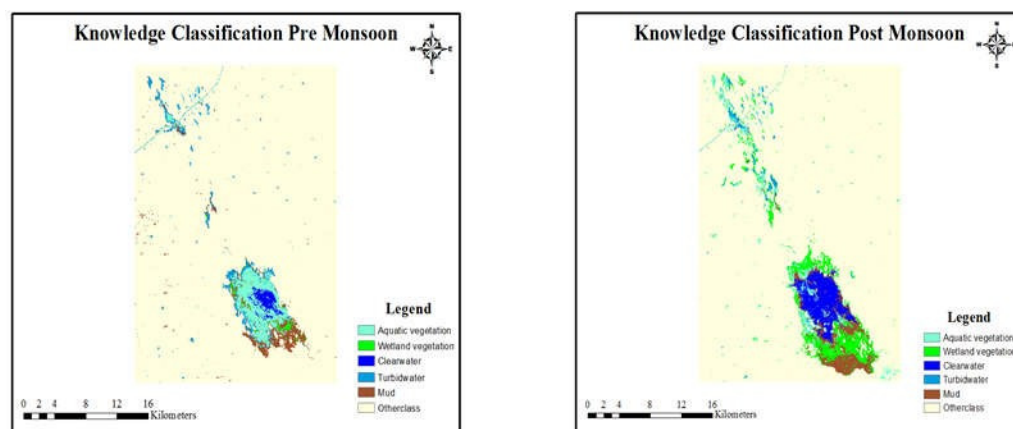 Knowledge Classification Pre Monsoon
N
W E
S
Legend
Aquatic vegetation
Wetland vegetation
Clearwater
Turbidwater
Mud
Otherclass
0 2 4 8 12 16
Kilometers
Knowledge Classification Post Monsoon
N
W E
S
Legend
Aquatic vegetation
Wetland vegetation
Clearwater
Turbidwater
Mud
Otherclass
0 2 4 8 12 16
Kilometers